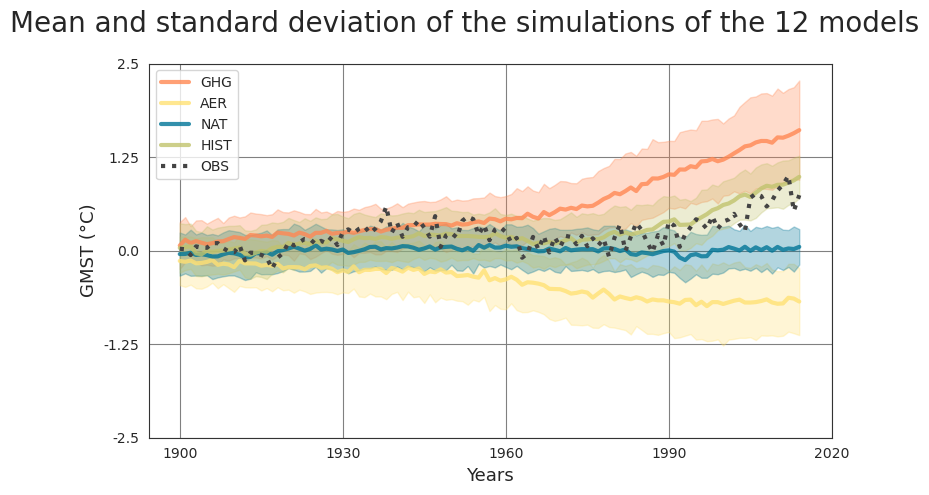 Mean and standard deviation of the simulations of the 12 models
2.5
1.25
0.0
-1.25
-2.5
GMST (°C)
GHG
AER
NAT
HIST
OBS
1900
1930
1960
1990
2020
Years